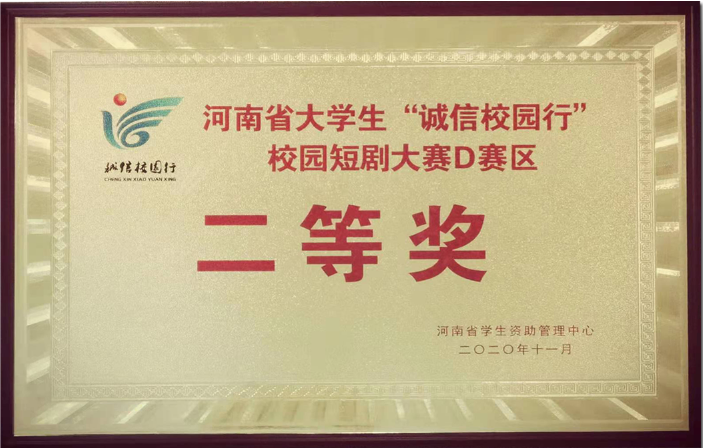 河南省大学生“诚信校园行”
校园短剧大赛D赛区
诚信校园行
CHENG XIN XIAO YUAN XING
二等奖
河南省学生资助管理中心
二〇二〇年十一月